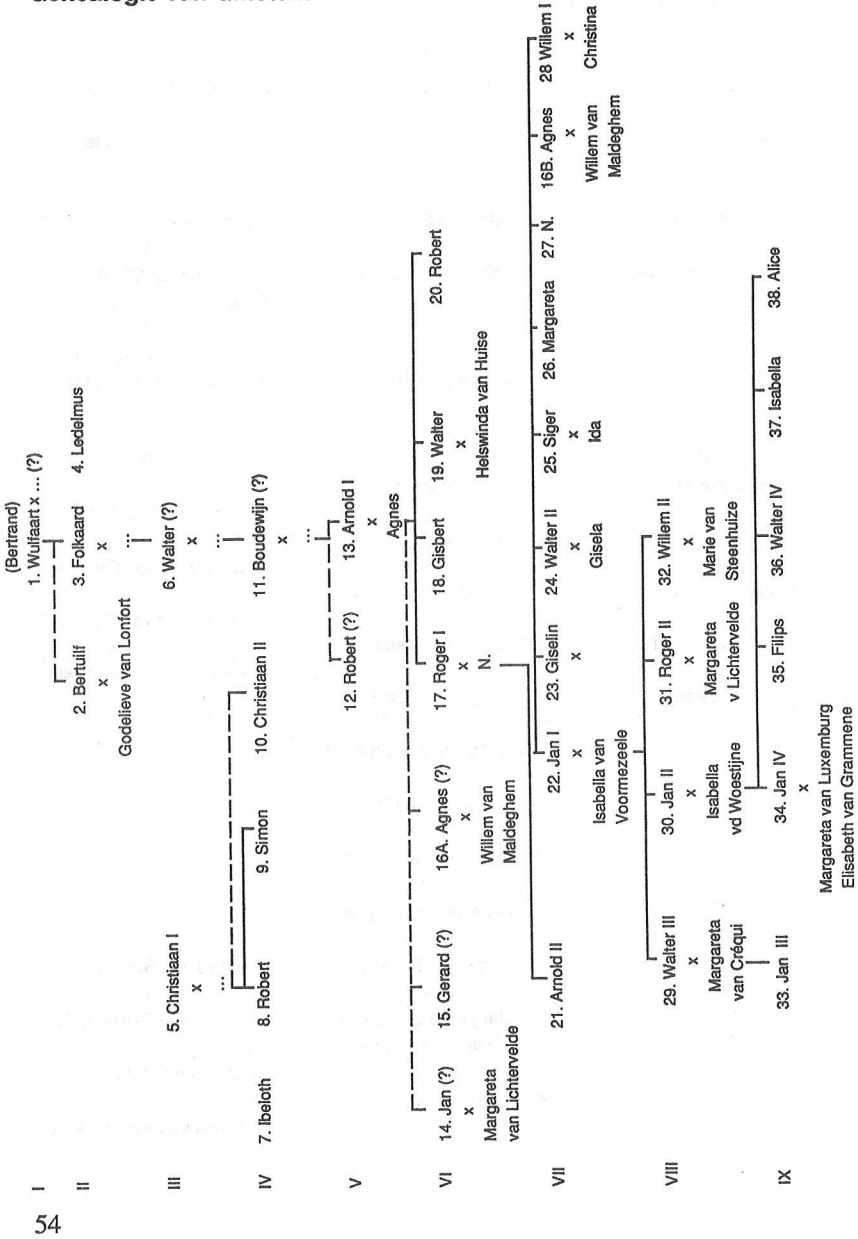 (Bertrand)
I
1. Wulfaart x ... (?)
II
2. Bertulf
x
Godelieve van Lonfort
3. Folkaard
x
4. Ledelmus
...
III
5. Christiaan I
x
...
6. Walter (?)
x
...
IV
7. Ibeloth
8. Robert
9. Simon
10. Christiaan II
11. Boudewijn (?)
x
...
V
12. Robert (?)
13. Arnold I
x
Agnes
VI
14. Jan (?)
x
Margareta
van Lichtervelde
15. Gerard (?)
16A. Agnes (?)
x
Willem van
Maldeghem
17. Roger I
x
N.
18. Gisbert
19. Walter
x
Helswinda van Huise
20. Robert
VII
21. Arnold II
22. Jan I
x
Isabella van
Voormezeele
23. Giselin
x
24. Walter II
x
Gisela
25. Siger
x
Ida
26. Margareta
27. N.
16B. Agnes
x
Willem van
Maldeghem
28 Willem I
x
Christina
VIII
29. Walter III
x
Margareta
van Créqui
30. Jan II
x
Isabella
vd Woestijne
31. Roger II
x
Margareta
v Lichtervelde
32. Willem II
x
Marie van
Steenhuize
IX
33. Jan III
34. Jan IV
x
Margareta van Luxemburg
Elisabeth van Grammene
35. Filips
36. Walter IV
37. Isabella
38. Alice
54